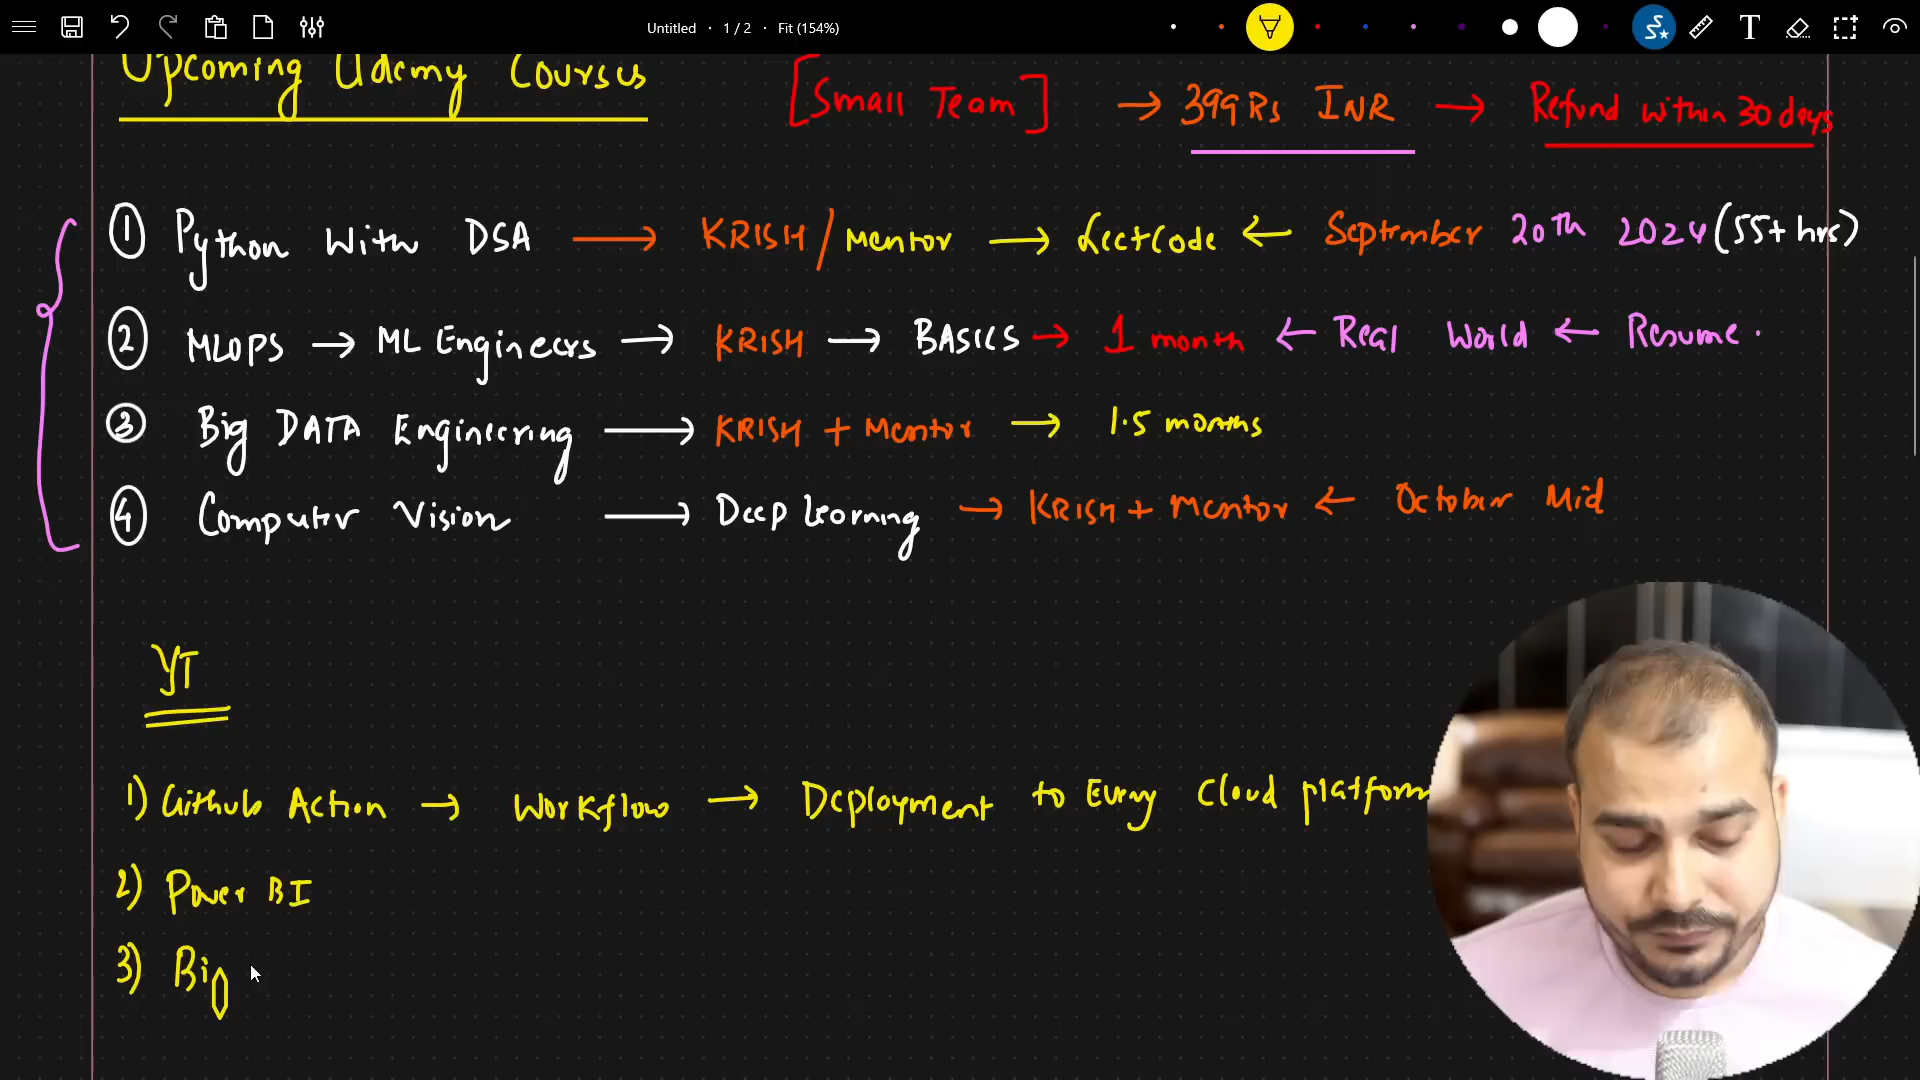 Untitled · 1 / 2 · Fit (154%)
Upcoming Udemy Courses
[Small Team] → 399 Rs INR → Refund within 30 days
① Python With DSA → KRISH / Mentor → LeetCode ← September 20th 2024 (55+ hrs)
② MLOPS → ML Engineers → KRISH → BASICS → 1 month ← Real World ← Resume.
③ Big DATA Engineering → KRISH + Mentor → 1.5 months
④ Computer Vision → Deep Learning → KRISH + Mentor ← October Mid
YT
1) Github Action → Workflow → Deployment to Every Cloud platform
2) Power BI
3) Big